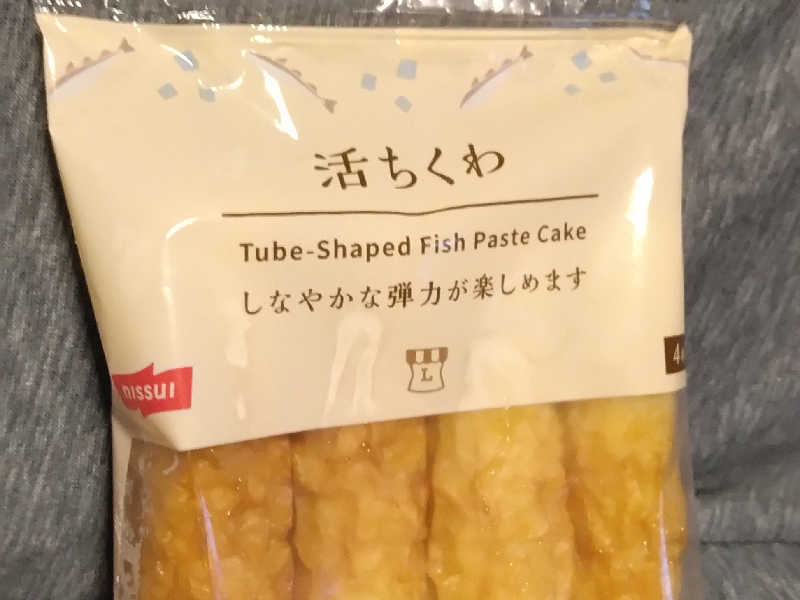 活ちくわ
Tube-Shaped Fish Paste Cake
しなやかな弾力が楽しめます
L
4
nissui